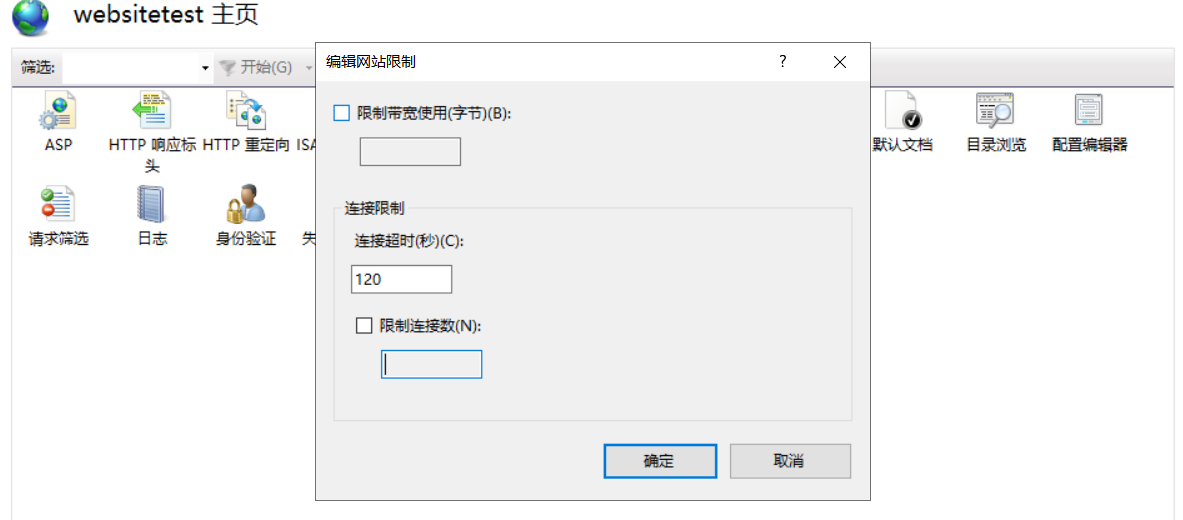 websitetest 主页
筛选:
开始(G)
编辑网站限制
?
限制带宽使用(字节)(B):
连接限制
连接超时(秒)(C):
120
限制连接数(N):
确定
取消
ASP
HTTP 响应标
头
HTTP 重定向
ISA
默认文档
目录浏览
配置编辑器
请求筛选
日志
身份验证
失